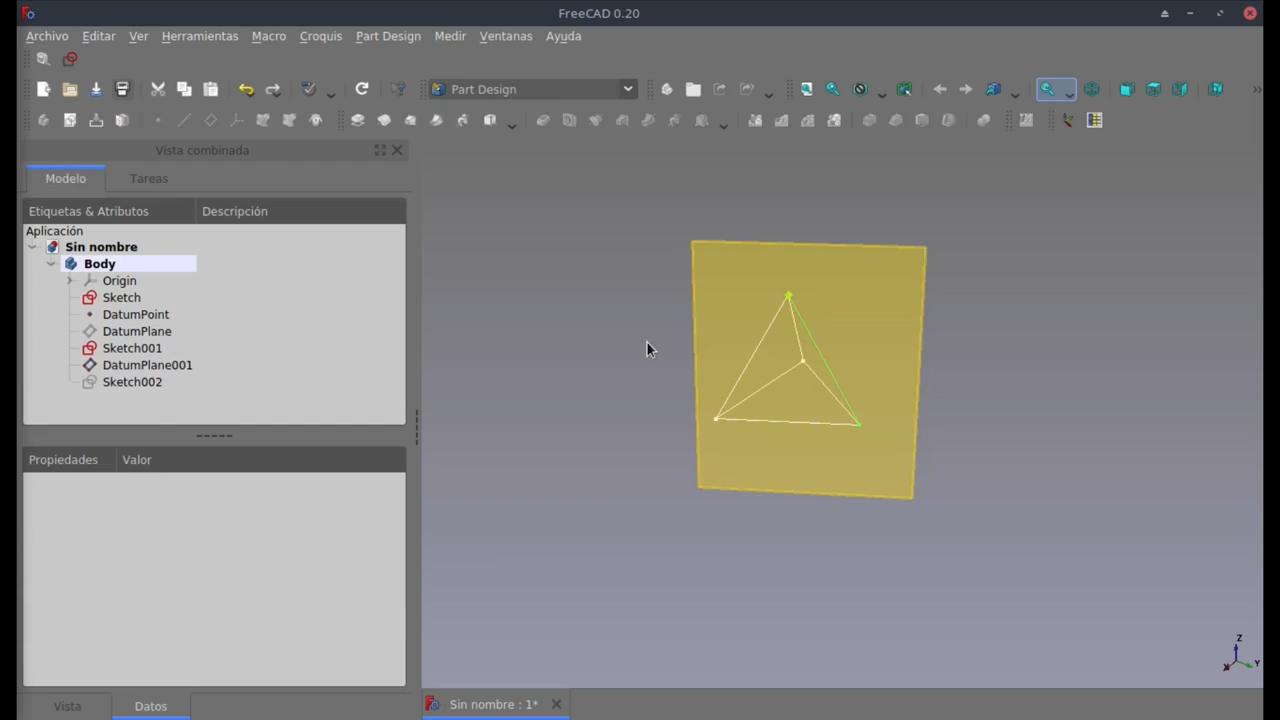 FreeCAD 0.20
Archivo Editar Ver Herramientas Macro Croquis Part Design Medir Ventanas Ayuda
Part Design
Vista combinada
Modelo Tareas
Etiquetas & Atributos Descripción
Aplicación
Sin nombre
Body
Origin
Sketch
DatumPoint
DatumPlane
Sketch001
DatumPlane001
Sketch002
Propiedades Valor
Z
Y
X
Vista Datos
Sin nombre : 1*